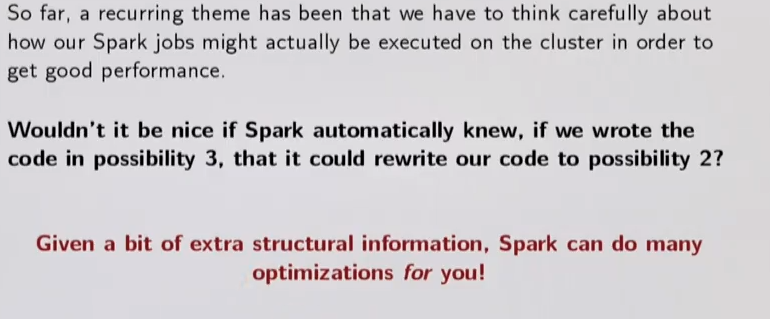 So far, a recurring theme has been that we have to think carefully about
how our Spark jobs might actually be executed on the cluster in order to
get good performance.
Wouldn't it be nice if Spark automatically knew, if we wrote the
code in possibility 3, that it could rewrite our code to possibility 2?
Given a bit of extra structural information, Spark can do many
optimizations for you!